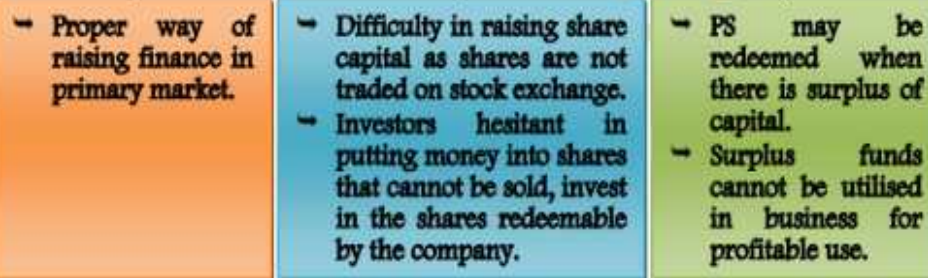 ➥ Proper way of
raising finance in
primary market.
➥ Difficulty in raising share
capital as shares are not
traded on stock exchange.
➥ Investors hesitant in
putting money into shares
that cannot be sold, invest
in the shares redeemable
by the company.
➥ PS may be
redeemed when
there is surplus of
capital.
➥ Surplus funds
cannot be utilised
in business for
profitable use.